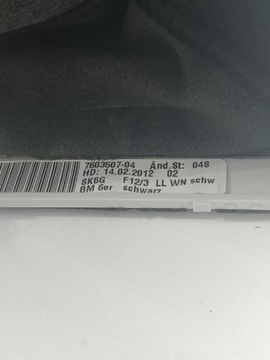 7603507-04 Änd.St: 04S
HD: 14.02.2012 02
SK6G F12/3 LL WN schw
BM 6er schwarz